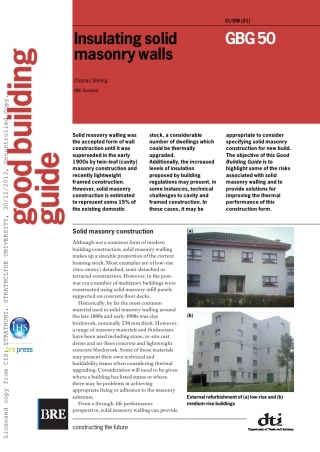 CI/SfB (21)
Insulating solid
masonry walls
GBG 50
Charles Stirling
BRE Scotland
good building
guide
Solid masonry walling was
the accepted form of wall
construction until it was
superseded in the early
1900s by twin-leaf (cavity)
masonry construction and
recently lightweight
framed construction.
However, solid masonry
construction is estimated
to represent some 15% of
the existing domestic
stock, a considerable
number of dwellings which
could be thermally
upgraded.
Additionally, the increased
levels of insulation
proposed by building
regulations may present, in
some instances, technical
challenges to cavity and
framed construction. In
these cases, it may be
appropriate to consider
specifying solid masonry
construction for new build.
The objective of this Good
Building Guide is to
highlight some of the risks
associated with solid
masonry walling and to
provide solutions for
improving the thermal
performance of this
construction form.
Solid masonry construction
Although not a common form of modern
building construction, solid masonry walling
makes up a sizeable proportion of the current
housing stock. Most examples are of low-rise
(two-storey) detached, semi-detached or
terraced construction. However, in the post-
war era a number of multistorey buildings were
constructed using solid masonry infill panels
supported on concrete floor decks.
Historically, by far the most common
material used in solid masonry walling around
the late 1800s and early 1900s was clay
brickwork, nominally 230 mm thick. However,
a range of masonry materials and thicknesses
have been used including stone, in-situ cast
dense and no-fines concrete and lightweight
concrete blockwork. Some of these materials
may present their own technical and
buildability issues when considering thermal
upgrading. Consideration will need to be given
where a building has listed status or where
there may be problems in achieving
appropriate fixing or adhesion to the masonry
substrate.
From a through-life performance
perspective, solid masonry walling can provide
(a)
(b)
External refurbishment of (a) low-rise and (b)
medium-rise buildings
Licensed copy from CIS: STRATHUNI, STRATHCLYDE UNIVERSITY, 30/12/2013, Uncontrolled Copy.
IHS
press
BRE
constructing the future
dti
Department of Trade and Industry